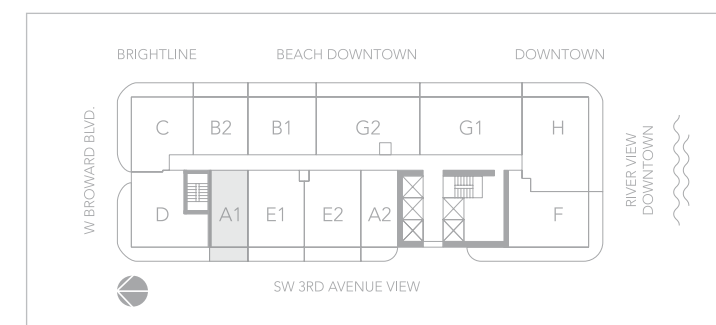 BRIGHTLINE BEACH DOWNTOWN DOWNTOWN
W BROWARD BLVD.
C B2 B1 G2 G1 H
D A1 E1 E2 A2 F
RIVER VIEW
DOWNTOWN
SW 3RD AVENUE VIEW